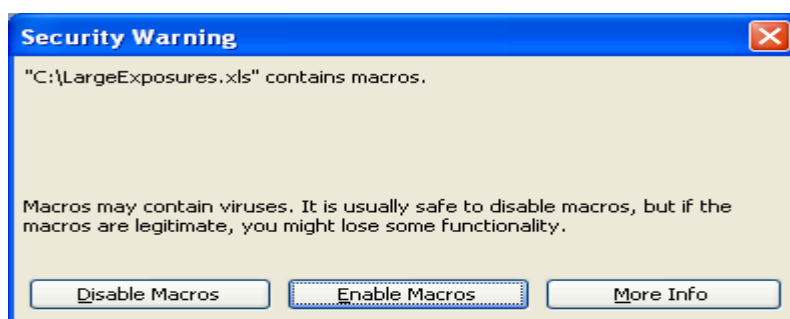 Security Warning
"C:\LargeExposures.xls" contains macros.
Macros may contain viruses. It is usually safe to disable macros, but if the
macros are legitimate, you might lose some functionality.
Disable Macros Enable Macros More Info